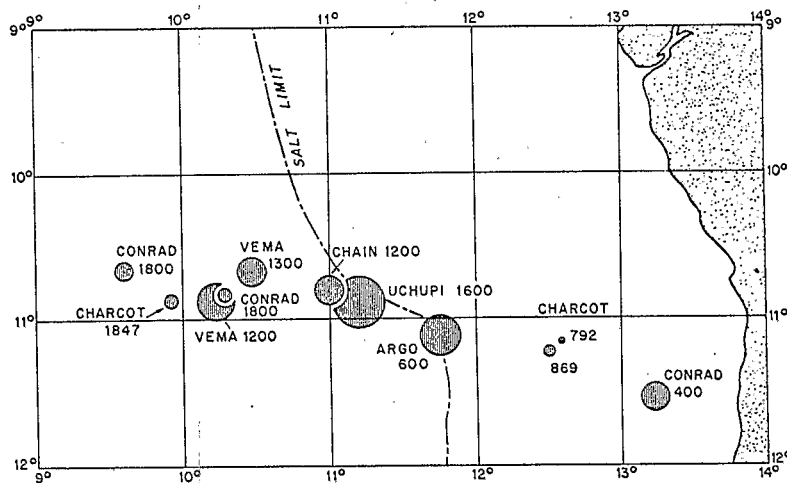 9° 9° 10° 11° 12° 13° 14° 9°
SALT LIMIT
10° 10°
CONRAD
1800
VEMA
1300
CHAIN 1200
UCHUPI 1600
CHARCOT
1847
CONRAD
1800
VEMA 1200
11° 11°
ARGO
600
CHARCOT
792
869
CONRAD
400
12° 12°
9° 10° 11° 12° 13° 14°